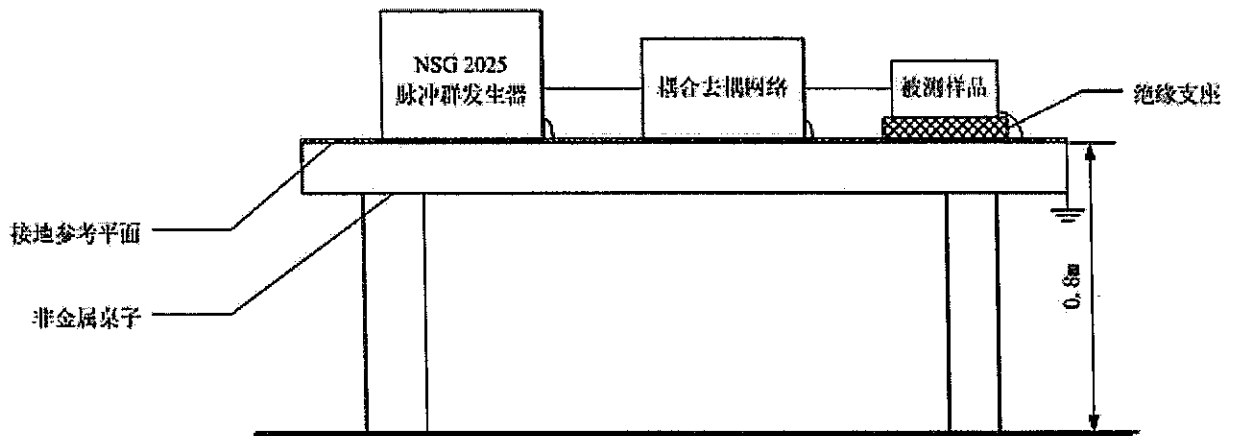 NSG 2025
脉冲群发生器
耦合去耦网络
被测样品
绝缘支座
接地参考平面
非金属桌子
0.8m